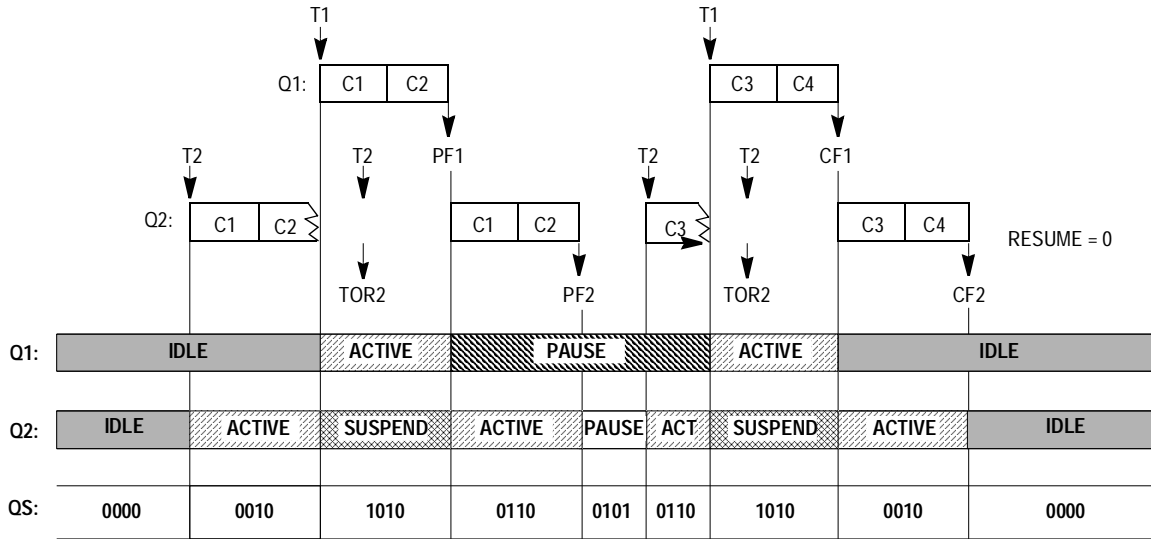 T1 T1
Q1: C1 C2 C3 C4
T2 T2 PF1 T2 T2 CF1
Q2: C1 C2 C1 C2 C3 C3 C4 RESUME = 0
TOR2 PF2 TOR2 CF2
Q1: IDLE ACTIVE PAUSE ACTIVE IDLE
Q2: IDLE ACTIVE SUSPEND ACTIVE PAUSE ACT SUSPEND ACTIVE IDLE
QS: 0000 0010 1010 0110 0101 0110 1010 0010 0000